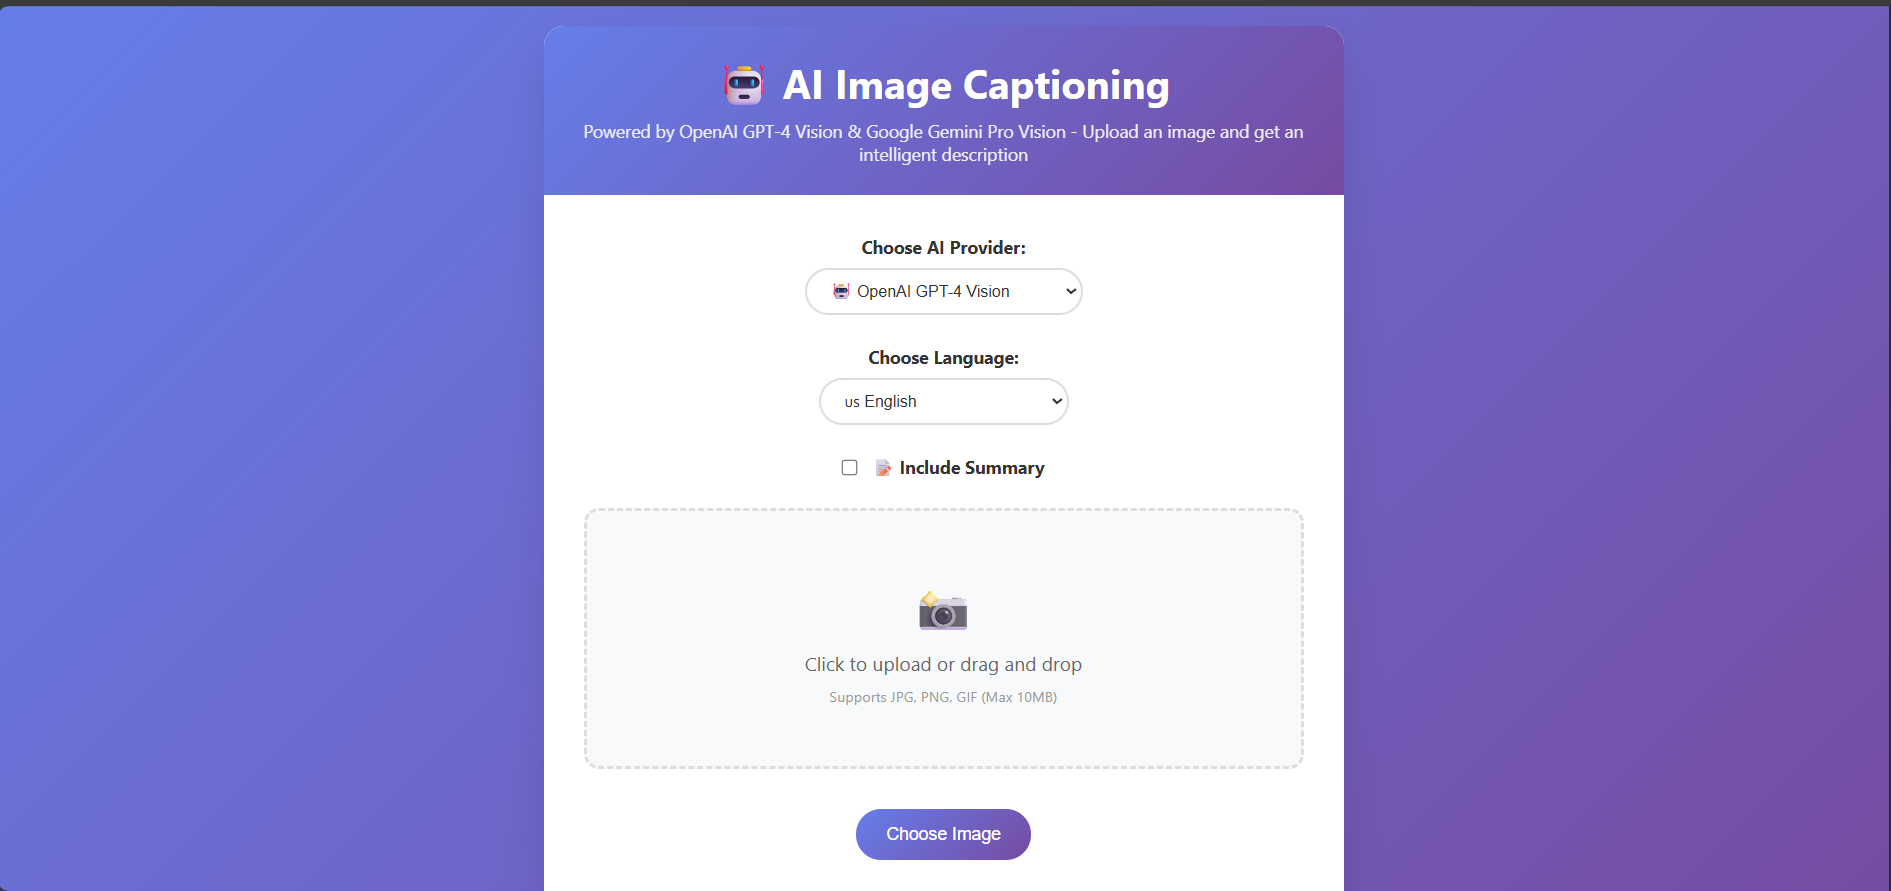 AI Image Captioning
Powered by OpenAI GPT-4 Vision & Google Gemini Pro Vision - Upload an image and get an
intelligent description
Choose AI Provider:
OpenAI GPT-4 Vision
Choose Language:
us English
Include Summary
Click to upload or drag and drop
Supports JPG, PNG, GIF (Max 10MB)
Choose Image